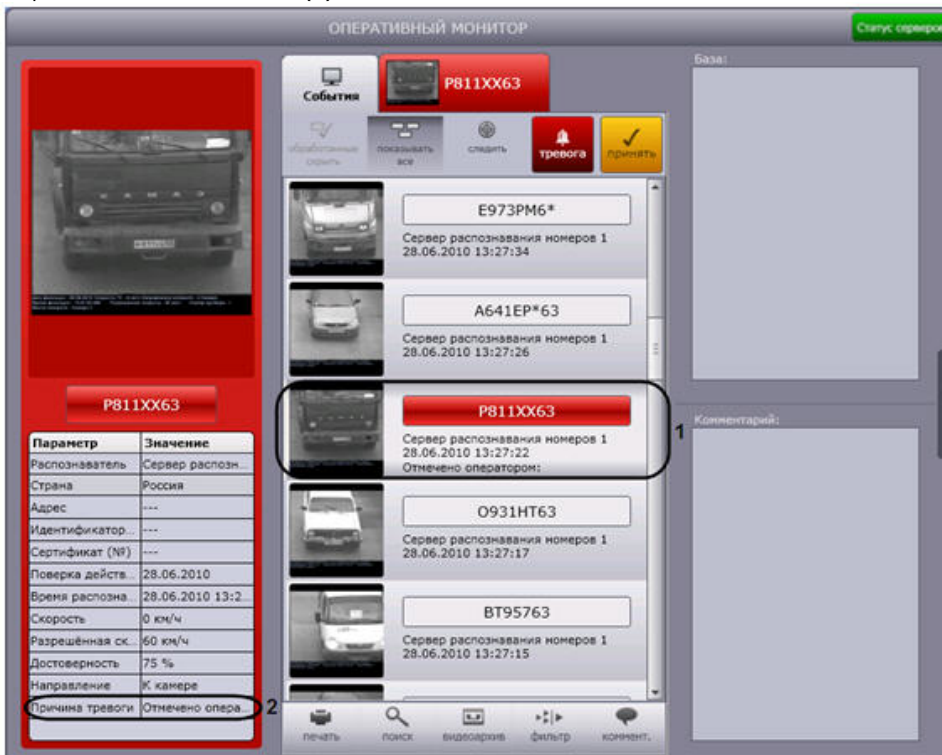 ОПЕРАТИВНЫЙ МОНИТОР
Статус серверов
P811XX63
Параметр Значение
Распознаватель Сервер распозн...
Страна Россия
Адрес ---
Идентификатор... ---
Сертификат (№) ---
Поверка действ... 28.06.2010
Время распозна... 28.06.2010 13:2...
Скорость 0 км/ч
Разрешённая ск... 60 км/ч
Достоверность 75 %
Направление К камере
Причина тревоги Отмечено опера...
2
События
P811XX63
обработанные скрыть
показывать все
следить
тревога
принять
E973PM6*
Сервер распознавания номеров 1
28.06.2010 13:27:34
A641EP*63
Сервер распознавания номеров 1
28.06.2010 13:27:26
P811XX63
Сервер распознавания номеров 1
28.06.2010 13:27:22
Отмечено оператором:
1
O931HT63
Сервер распознавания номеров 1
28.06.2010 13:27:17
BT95763
Сервер распознавания номеров 1
28.06.2010 13:27:15
печать
поиск
видеоархив
фильтр
коммент.
База:
Комментарий: